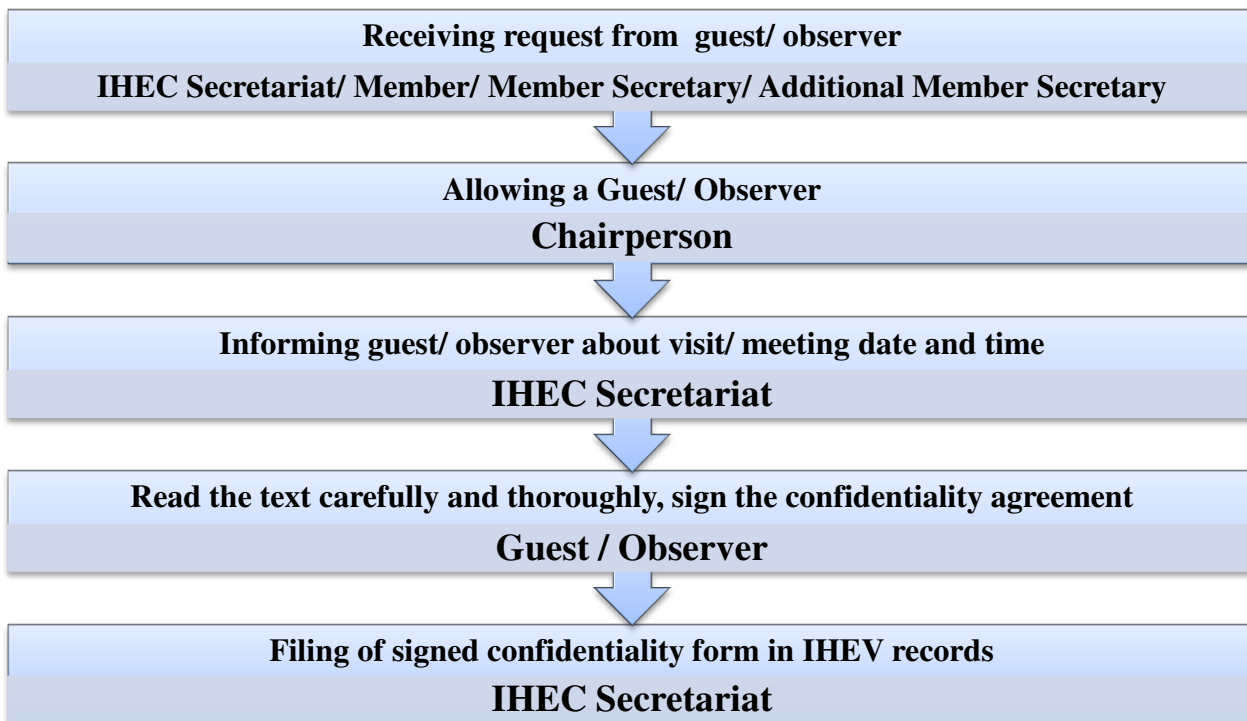 Receiving request from guest/ observer
IHEC Secretariat/ Member/ Member Secretary/ Additional Member Secretary
Allowing a Guest/ Observer
Chairperson
Informing guest/ observer about visit/ meeting date and time
IHEC Secretariat
Read the text carefully and thoroughly, sign the confidentiality agreement
Guest / Observer
Filing of signed confidentiality form in IHEV records
IHEC Secretariat